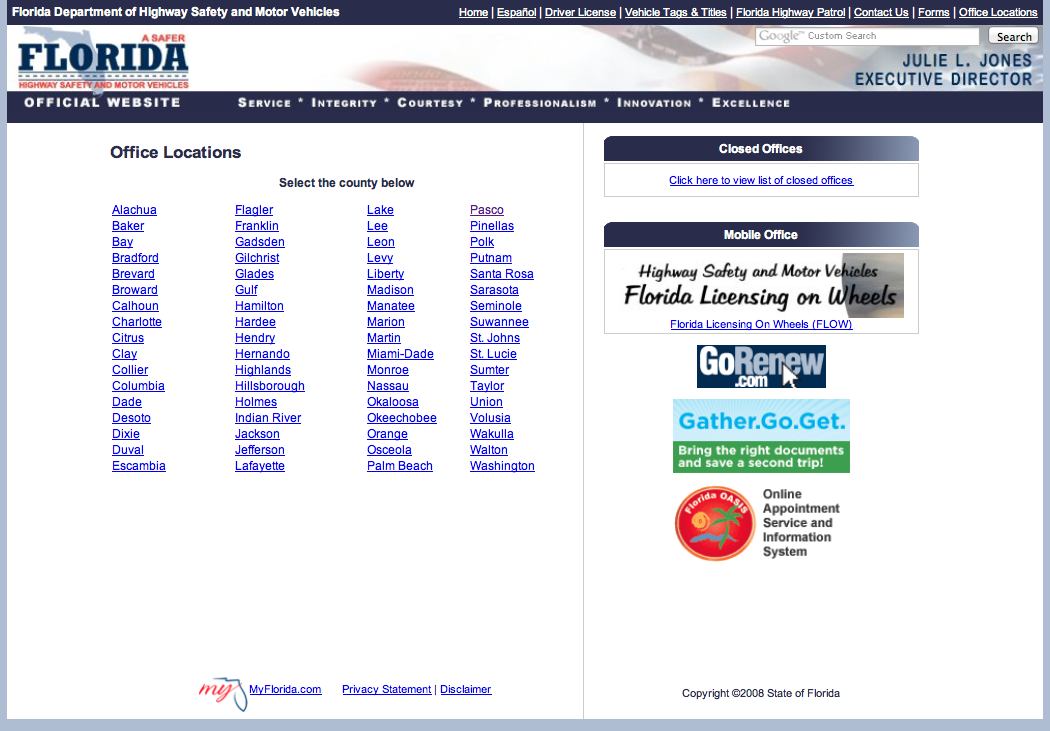 Florida Department of Highway Safety and Motor Vehicles
Home | Español | Driver License | Vehicle Tags & Titles | Florida Highway Patrol | Contact Us | Forms | Office Locations
A SAFER
FLORIDA
HIGHWAY SAFETY AND MOTOR VEHICLES
OFFICIAL WEBSITE
Google™ Custom Search
Search
JULIE L. JONES
EXECUTIVE DIRECTOR
SERVICE * INTEGRITY * COURTESY * PROFESSIONALISM * INNOVATION * EXCELLENCE
Office Locations
Select the county below
Alachua
Baker
Bay
Bradford
Brevard
Broward
Calhoun
Charlotte
Citrus
Clay
Collier
Columbia
Dade
Desoto
Dixie
Duval
Escambia
Flagler
Franklin
Gadsden
Gilchrist
Glades
Gulf
Hamilton
Hardee
Hendry
Hernando
Highlands
Hillsborough
Holmes
Indian River
Jackson
Jefferson
Lafayette
Lake
Lee
Leon
Levy
Liberty
Madison
Manatee
Marion
Martin
Miami-Dade
Monroe
Nassau
Okaloosa
Okeechobee
Orange
Osceola
Palm Beach
Pasco
Pinellas
Polk
Putnam
Santa Rosa
Sarasota
Seminole
Suwannee
St. Johns
St. Lucie
Sumter
Taylor
Union
Volusia
Wakulla
Walton
Washington
Closed Offices
Click here to view list of closed offices
Mobile Office
Highway Safety and Motor Vehicles
Florida Licensing on Wheels
Florida Licensing On Wheels (FLOW)
GoRenew
.com
Gather.Go.Get.
Bring the right documents
and save a second trip!
Florida OASIS
Online
Appointment
Service and
Information
System
my
MyFlorida.com
Privacy Statement | Disclaimer
Copyright ©2008 State of Florida